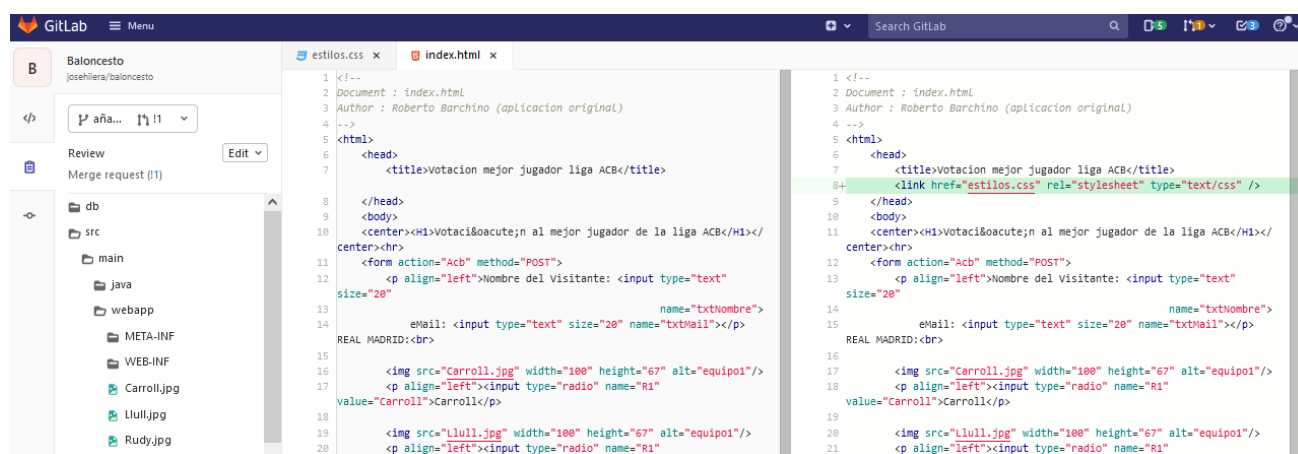 GitLab Menu Search GitLab 5 1 3
B Baloncesto
josehilera/baloncesto
aña... !1
Review Edit
Merge request (!1)
db
src
main
java
webapp
META-INF
WEB-INF
Carroll.jpg
Llull.jpg
Rudy.jpg
estilos.css × index.html ×
1 <!--
2 Document : index.html
3 Author : Roberto Barchino (aplicacion original)
4 -->
5 <html>
6 <head>
7 <title>Votacion mejor jugador liga ACB</title>
8 </head>
9 <body>
10 <center><H1>Votaci&oacute;n al mejor jugador de la liga ACB</H1></
center><hr>
11 <form action="Acb" method="POST">
12 <p align="left">Nombre del Visitante: <input type="text"
size="20"
13 name="txtNombre">
14 eMail: <input type="text" size="20" name="txtMail"></p>
REAL MADRID:<br>
15
16 <img src="Carroll.jpg" width="100" height="67" alt="equipo1"/>
17 <p align="left"><input type="radio" name="R1"
value="Carroll">Carroll</p>
18
19 <img src="Llull.jpg" width="100" height="67" alt="equipo1"/>
20 <p align="left"><input type="radio" name="R1"
1 <!--
2 Document : index.html
3 Author : Roberto Barchino (aplicacion original)
4 -->
5 <html>
6 <head>
7 <title>Votacion mejor jugador liga ACB</title>
8+ <link href="estilos.css" rel="stylesheet" type="text/css" />
9 </head>
10 <body>
11 <center><H1>Votaci&oacute;n al mejor jugador de la liga ACB</H1></
center><hr>
12 <form action="Acb" method="POST">
13 <p align="left">Nombre del Visitante: <input type="text"
size="20"
14 name="txtNombre">
15 eMail: <input type="text" size="20" name="txtMail"></p>
REAL MADRID:<br>
16
17 <img src="Carroll.jpg" width="100" height="67" alt="equipo1"/>
18 <p align="left"><input type="radio" name="R1"
value="Carroll">Carroll</p>
19
20 <img src="Llull.jpg" width="100" height="67" alt="equipo1"/>
21 <p align="left"><input type="radio" name="R1"